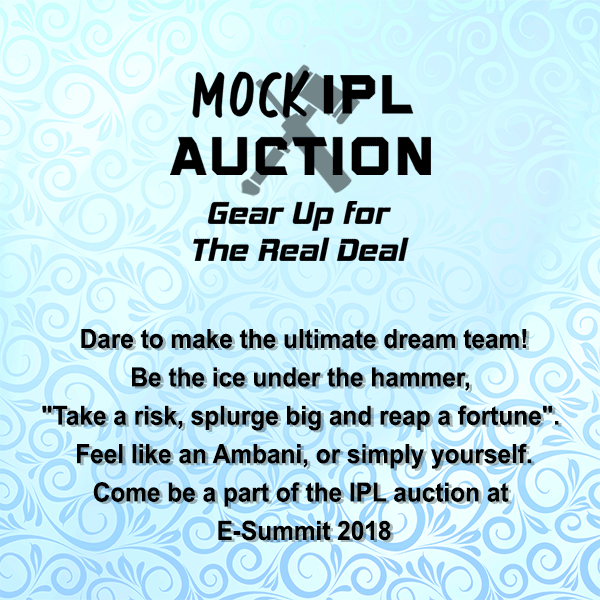 MOCK IPL
AUCTION
Gear Up for
The Real Deal
Dare to make the ultimate dream team!
Be the ice under the hammer,
"Take a risk, splurge big and reap a fortune".
Feel like an Ambani, or simply yourself.
Come be a part of the IPL auction at
E-Summit 2018